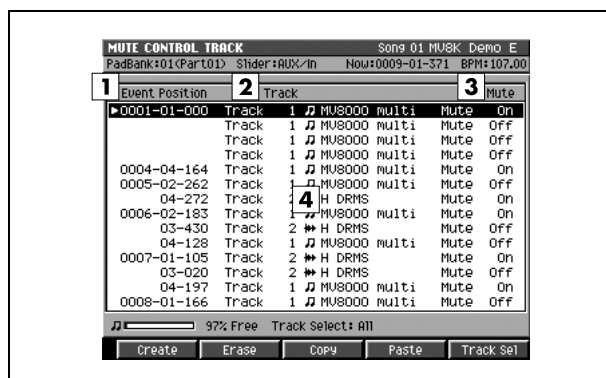 MUTE CONTROL TRACK Song 01 MV8K Demo E
PadBank:01(Part01) Slider:AUX/In Now:0009-01-371 BPM:107.00
1 Event Position 2 Track 3 Mute
▶0001-01-000 Track 1 MV8000 multi Mute On
Track 1 MV8000 multi Mute Off
Track 1 MV8000 multi Mute Off
Track 1 MV8000 multi Mute Off
0004-04-164 Track 1 MV8000 multi Mute On
0005-02-262 Track 1 MV8000 multi Mute Off
04-272 Track H DRMS Mute On
4
0006-02-183 Track MV8000 multi Mute On
03-430 Track 2 H DRMS Mute Off
04-128 Track 1 MV8000 multi Mute Off
0007-01-105 Track 2 H DRMS Mute On
03-020 Track 2 H DRMS Mute Off
04-197 Track 1 MV8000 multi Mute On
0008-01-166 Track 1 MV8000 multi Mute Off
97% Free Track Select: All
Create Erase Copy Paste Track Sel